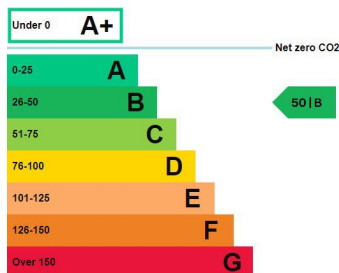 Under 0 A+
Net zero CO2
0-25 A
26-50 B
50 | B
51-75 C
76-100 D
101-125 E
126-150 F
Over 150 G